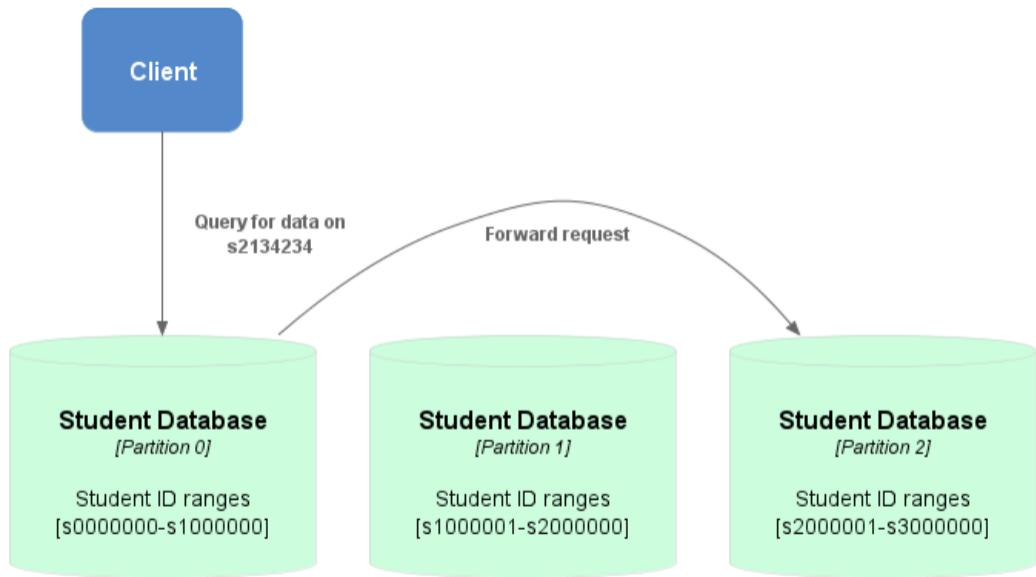 Client
Query for data on
s2134234
Forward request
Student Database
[Partition 0]
Student ID ranges
[s0000000-s1000000]
Student Database
[Partition 1]
Student ID ranges
[s1000001-s2000000]
Student Database
[Partition 2]
Student ID ranges
[s2000001-s3000000]